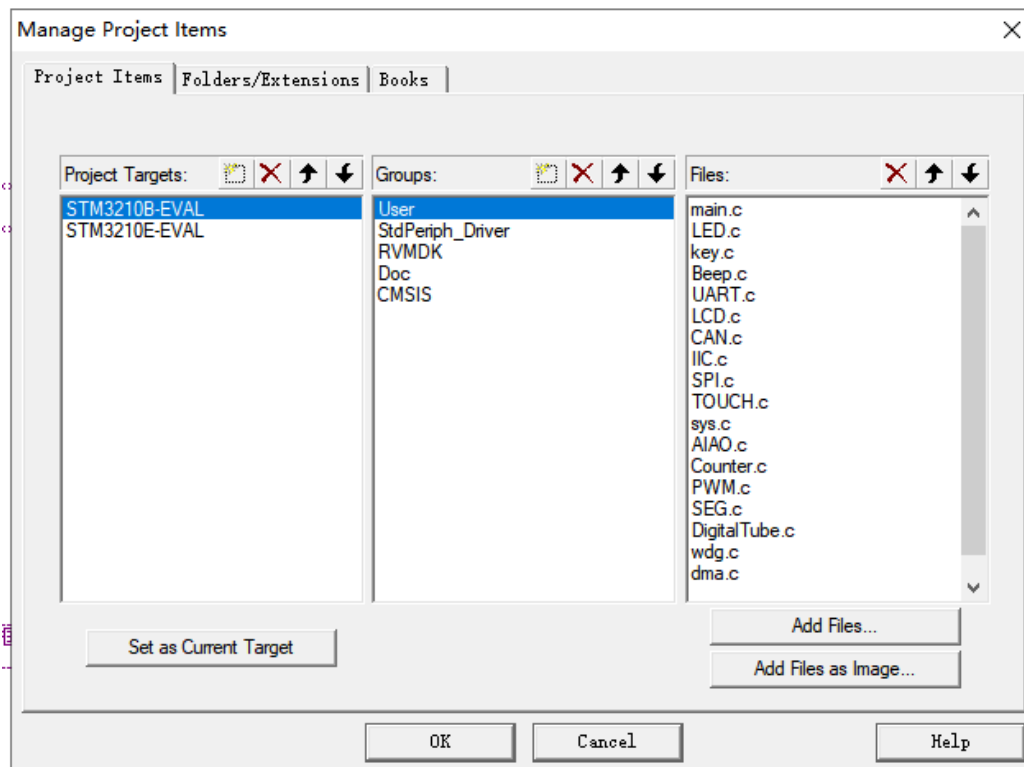 Manage Project Items
Project Items Folders/Extensions Books
Project Targets:
STM3210B-EVAL
STM3210E-EVAL
Set as Current Target
Groups:
User
StdPeriph_Driver
RVMDK
Doc
CMSIS
Files:
main.c
LED.c
key.c
Beep.c
UART.c
LCD.c
CAN.c
IIC.c
SPI.c
TOUCH.c
sys.c
AIAO.c
Counter.c
PWM.c
SEG.c
DigitalTube.c
wdg.c
dma.c
Add Files...
Add Files as Image...
OK Cancel Help